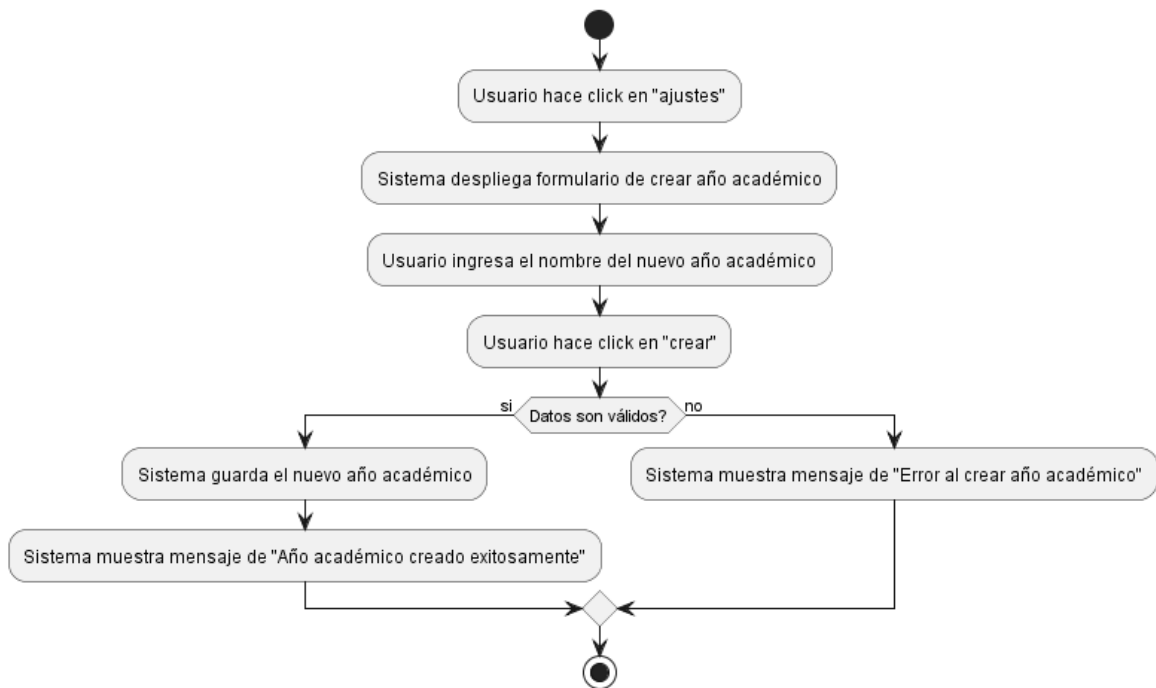 Usuario hace click en "ajustes"
Sistema despliega formulario de crear año académico
Usuario ingresa el nombre del nuevo año académico
Usuario hace click en "crear"
si
Datos son válidos?
no
Sistema guarda el nuevo año académico
Sistema muestra mensaje de "Error al crear año académico"
Sistema muestra mensaje de "Año académico creado exitosamente"